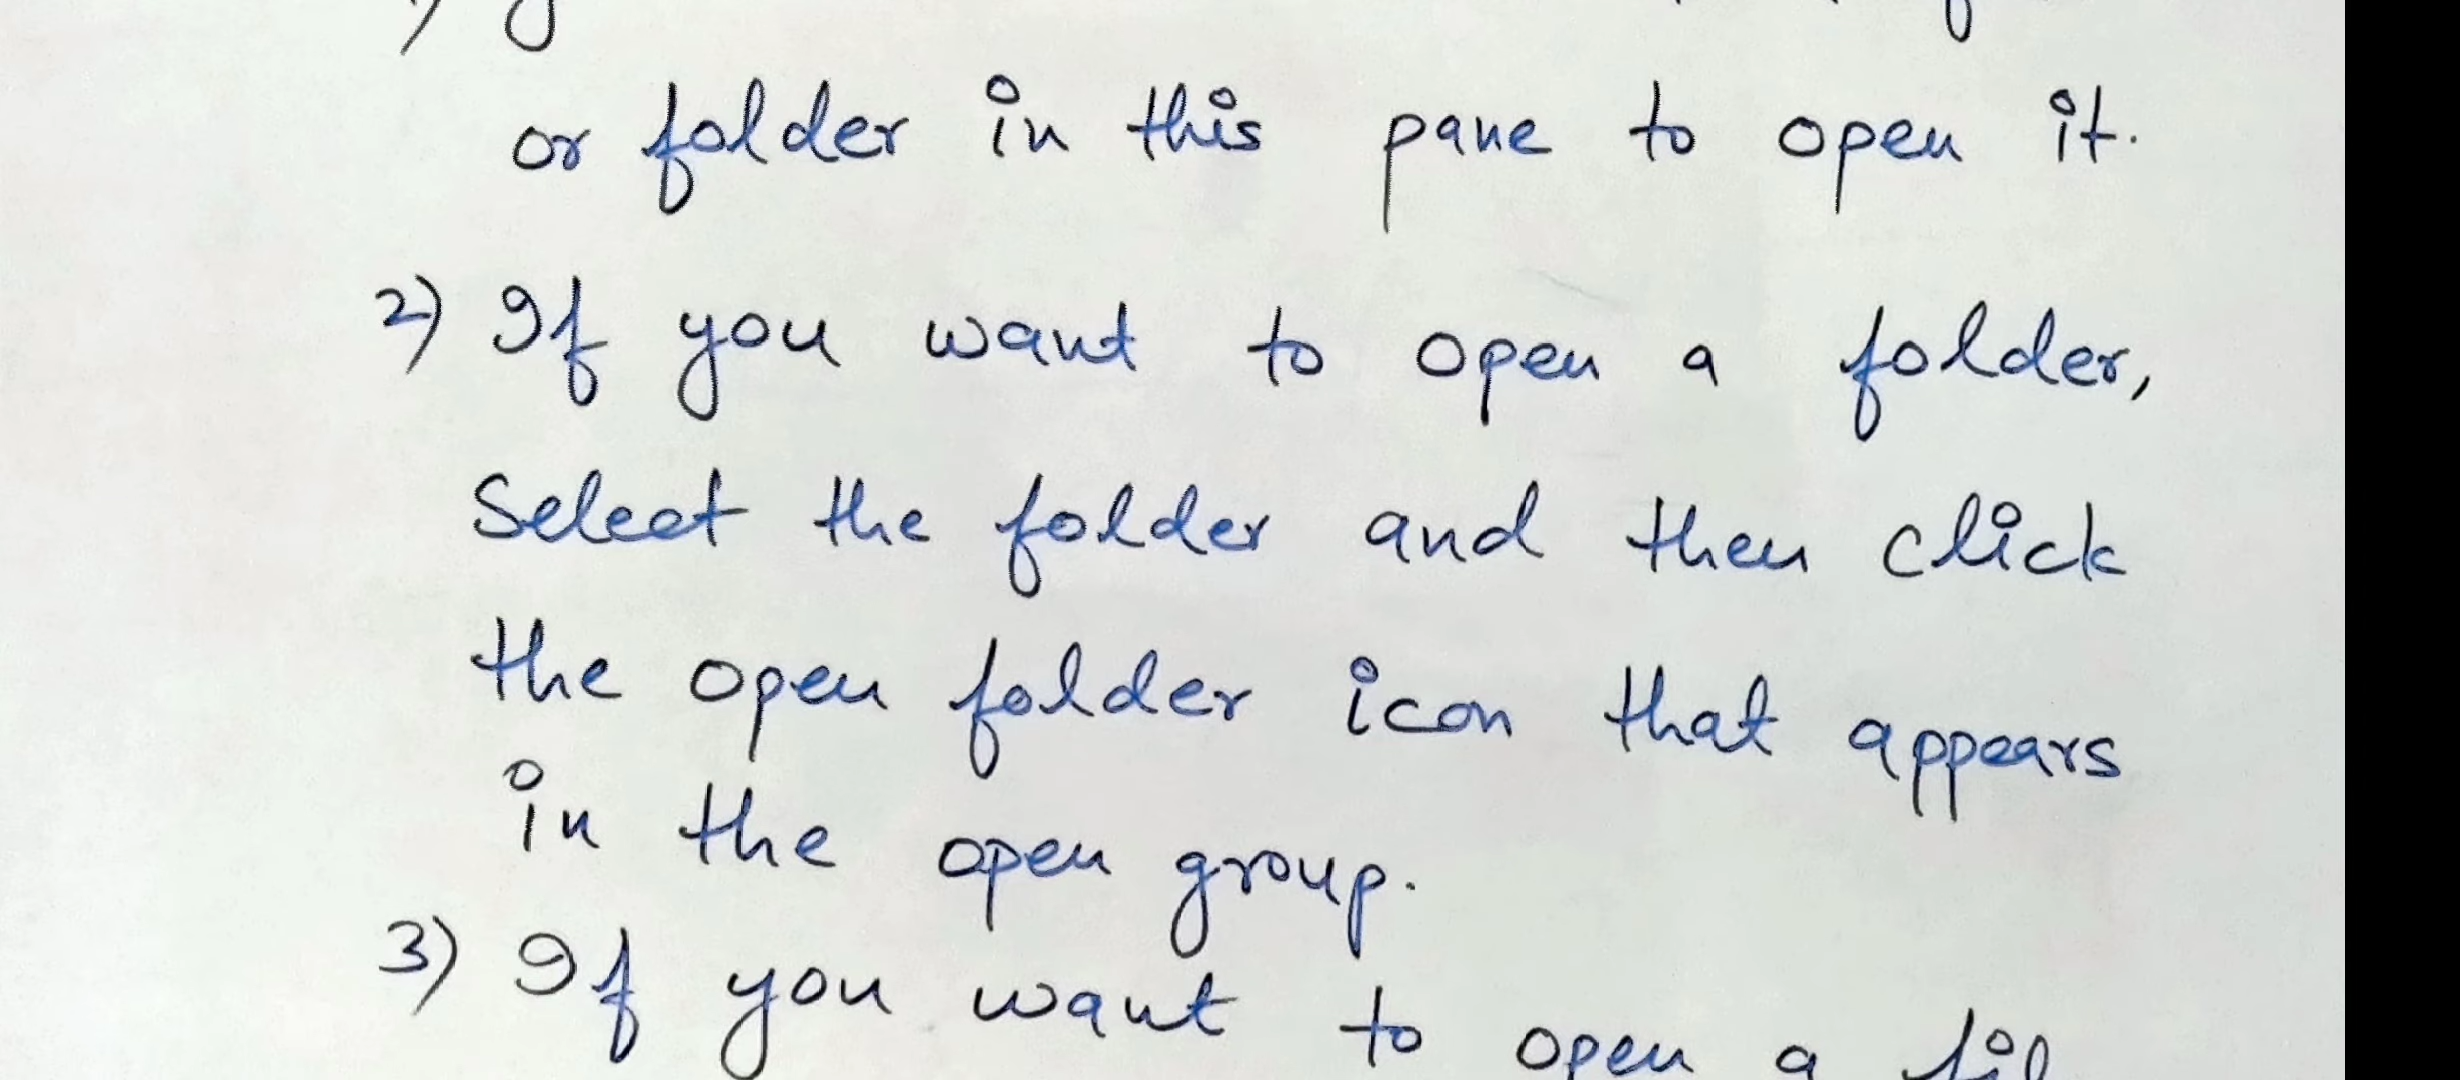 or folder in this pane to open it.
2) If you want to open a folder,
Select the folder and then click
the open folder icon that appears
in the open group.
3) If you want to open a